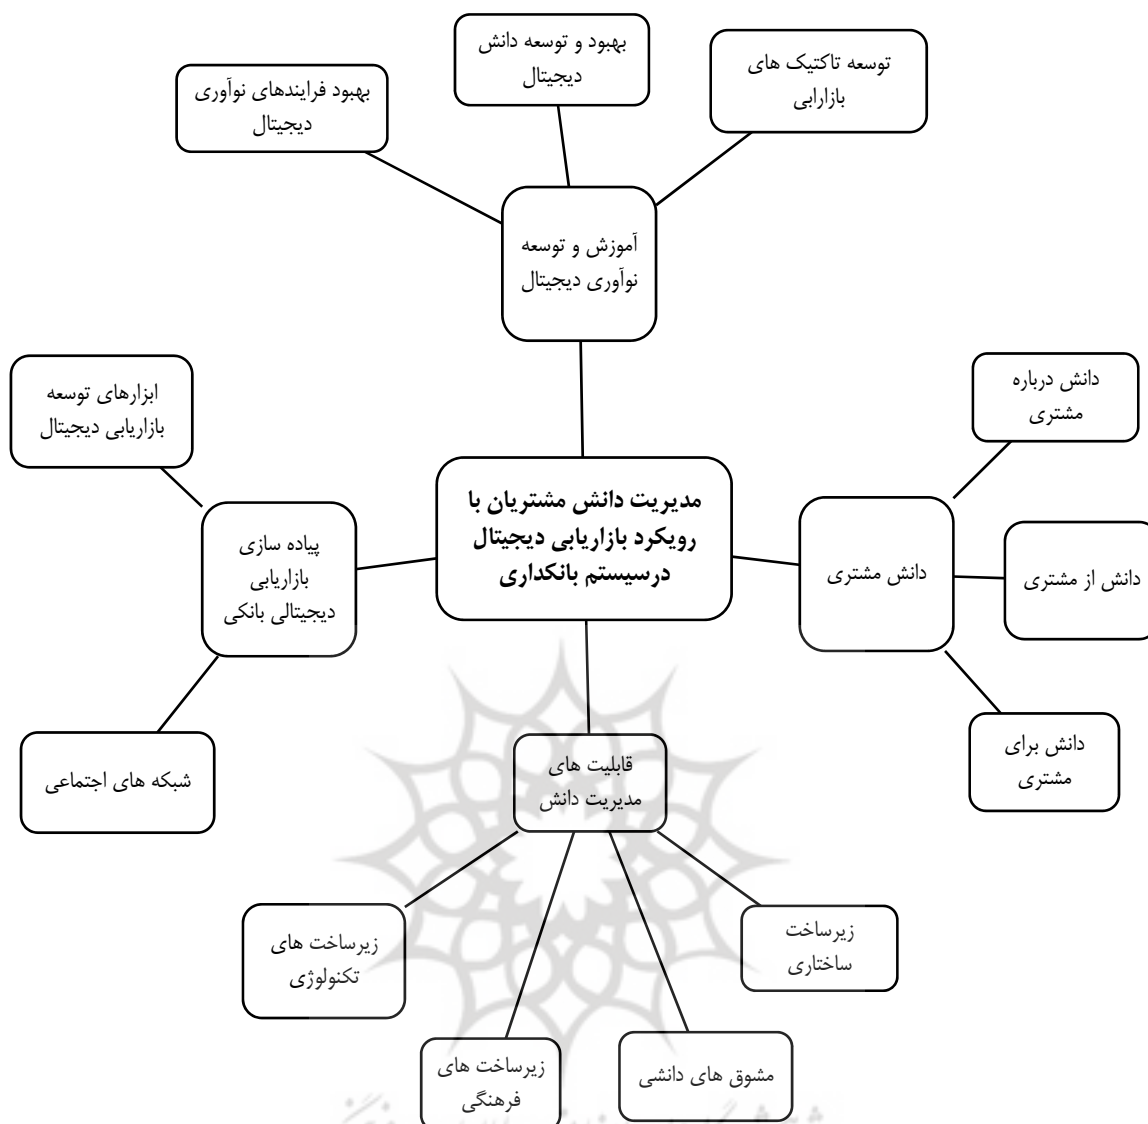 بهبود و توسعه دانش
دیجیتال
توسعه تاکتیک های
بازارابی
بهبود فرایندهای نوآوری
دیجیتال
آموزش و توسعه
نوآوری دیجیتال
دانش درباره
مشتری
ابزارهای توسعه
بازاریابی دیجیتال
مدیریت دانش مشتریان با
رویکرد بازاریابی دیجیتال
درسیستم بانکداری
پیاده سازی
بازاریابی
دیجیتالی بانکی
دانش مشتری
دانش از مشتری
دانش برای
مشتری
شبکه های اجتماعی
قابلیت های
مدیریت دانش
زیرساخت
ساختاری
زیرساخت های
تکنولوژی
مشوق های دانشی
زیرساخت های
فرهنگی